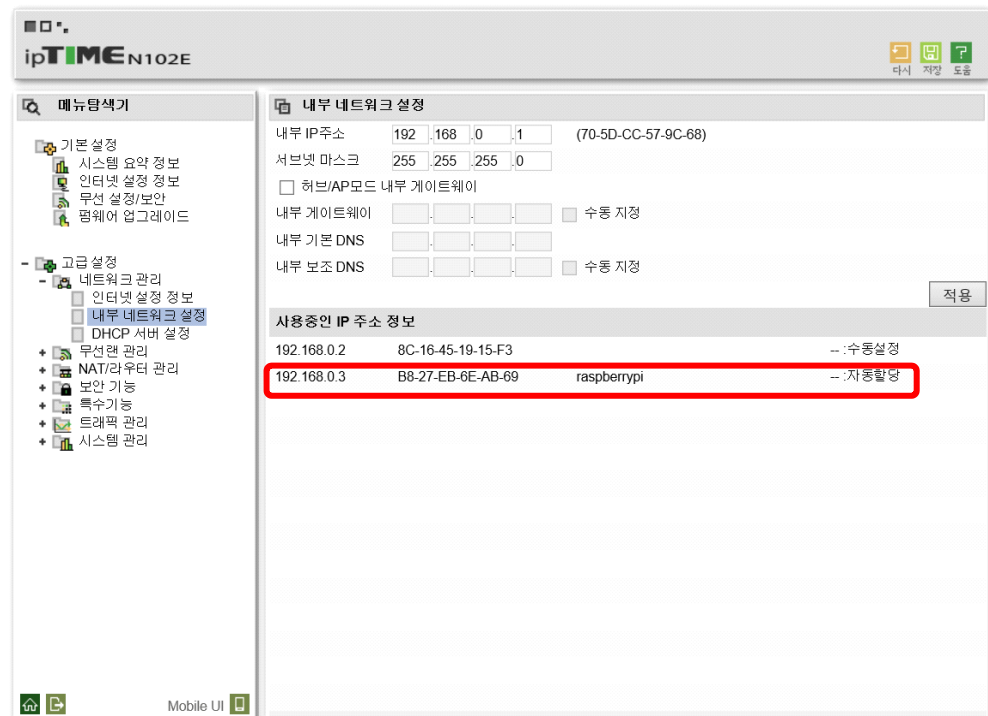 ipTIME N102E
다시 저장 도움
메뉴탐색기
기본 설정
시스템 요약 정보
인터넷 설정 정보
무선 설정/보안
펌웨어 업그레이드
고급 설정
네트워크 관리
인터넷 설정 정보
내부 네트워크 설정
DHCP 서버 설정
무선랜 관리
NAT/라우터 관리
보안 기능
특수기능
트래픽 관리
시스템 관리
Mobile UI
내부 네트워크 설정
내부 IP주소 192 .168 .0 .1 (70-5D-CC-57-9C-68)
서브넷 마스크 255 .255 .255 .0
허브/AP모드 내부 게이트웨이
내부 게이트웨이 . . . 수동 지정
내부 기본 DNS . . .
내부 보조 DNS . . . 수동 지정
적용
사용중인 IP 주소 정보
192.168.0.2 8C-16-45-19-15-F3 -- :수동설정
192.168.0.3 B8-27-EB-6E-AB-69 raspberrypi -- :자동할당